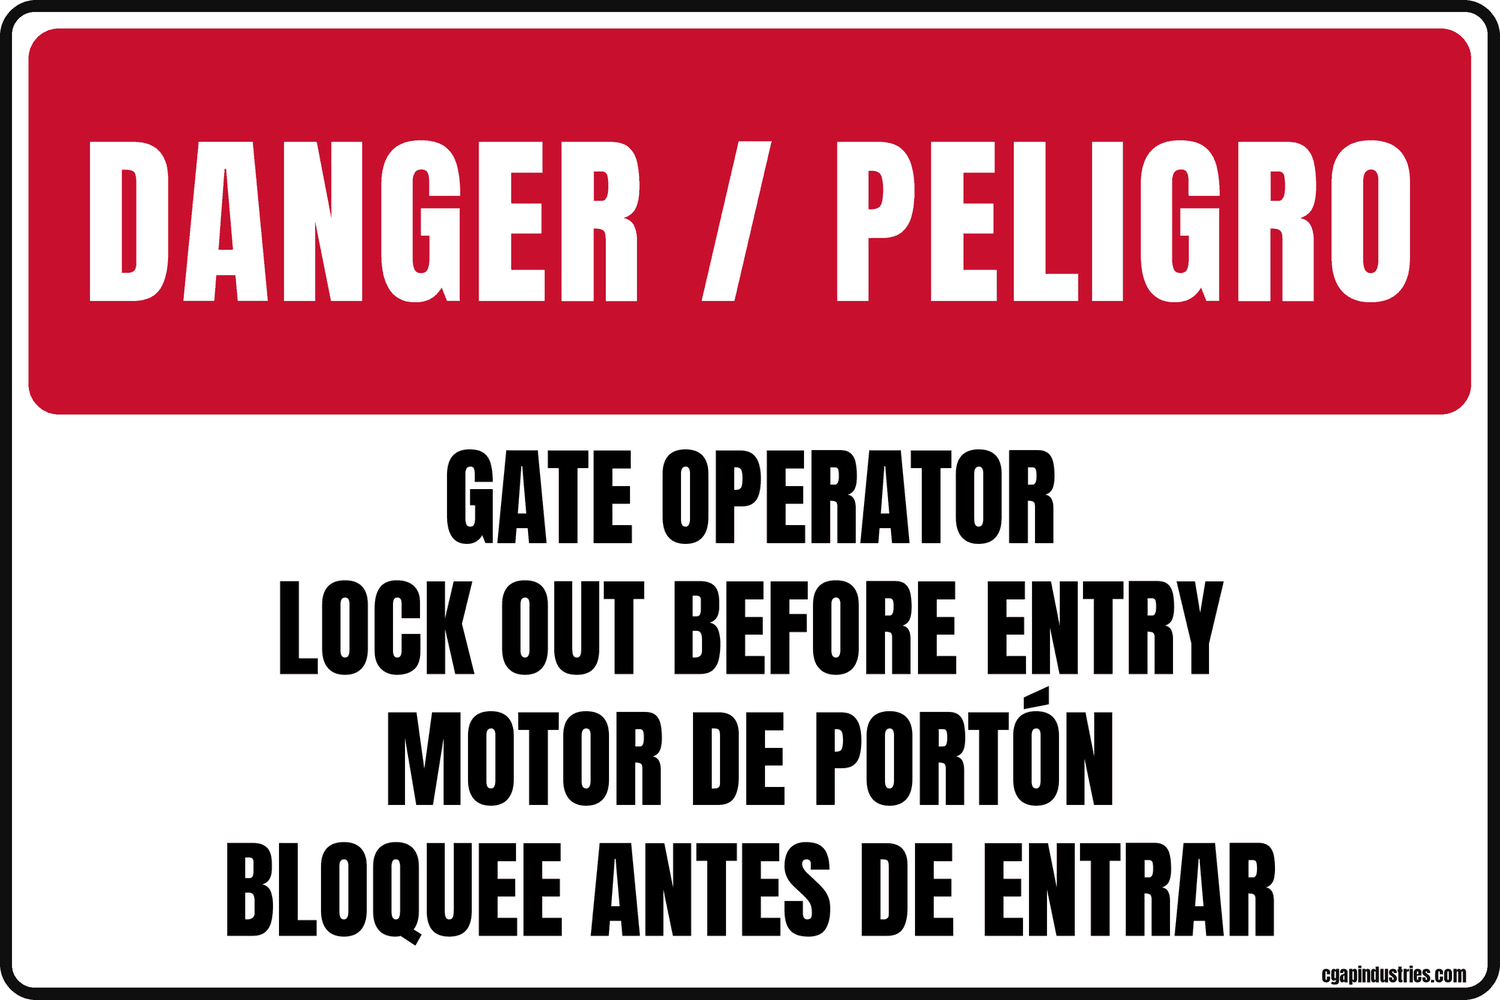 DANGER / PELIGRO
GATE OPERATOR
LOCK OUT BEFORE ENTRY
MOTOR DE PORTÓN
BLOQUEE ANTES DE ENTRAR
cgapindustries.com